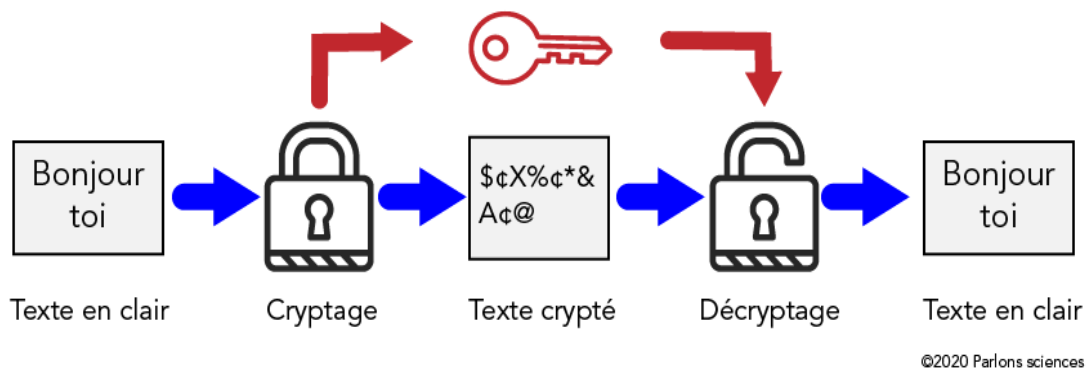 Bonjour
toi
$¢X%¢*&
A¢@
Bonjour
toi
Texte en clair
Cryptage
Texte crypté
Décryptage
Texte en clair
©2020 Parlons sciences